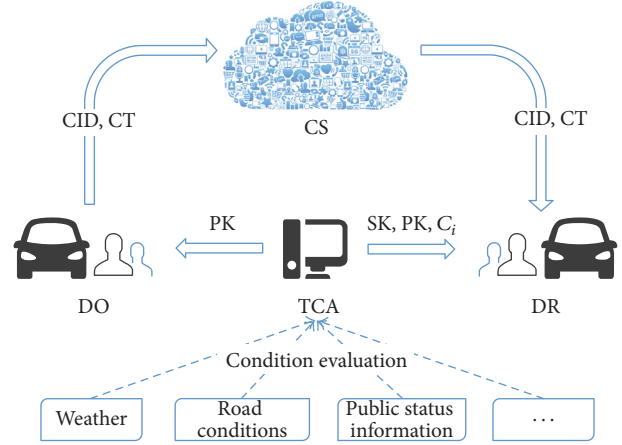 CS
CID, CT
CID, CT
PK
SK, PK, C_i
DO
TCA
DR
Condition evaluation
Weather
Road
conditions
Public status
information
...